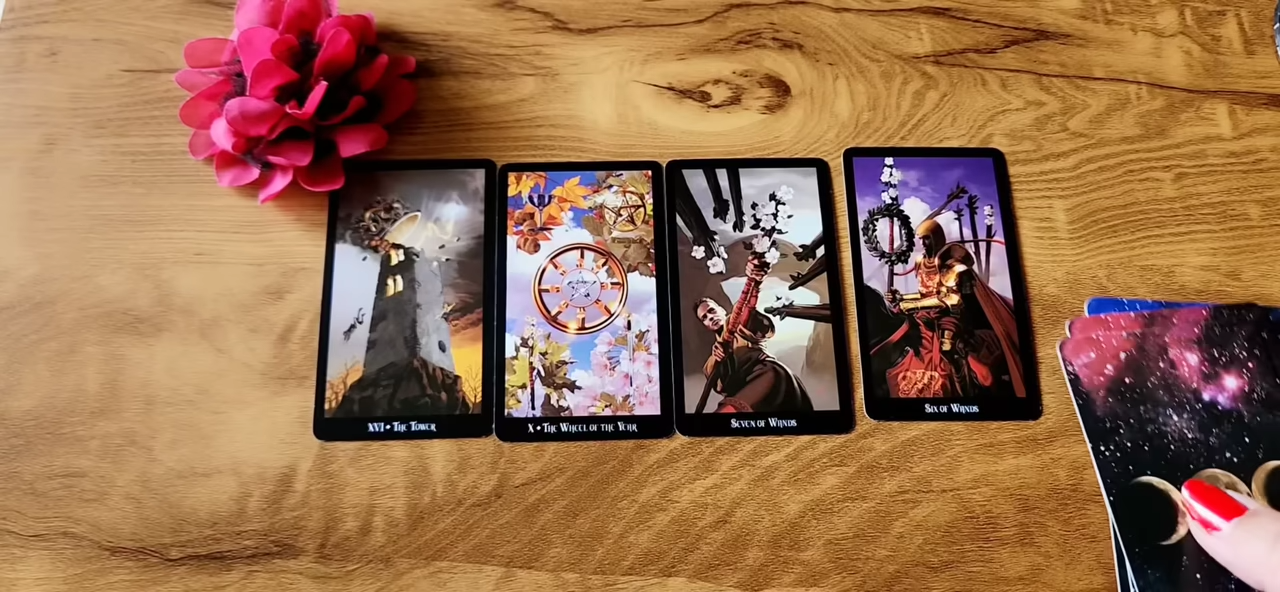 XVI • The Tower
X • The Wheel of the Year
Seven of Wands
Six of Wands